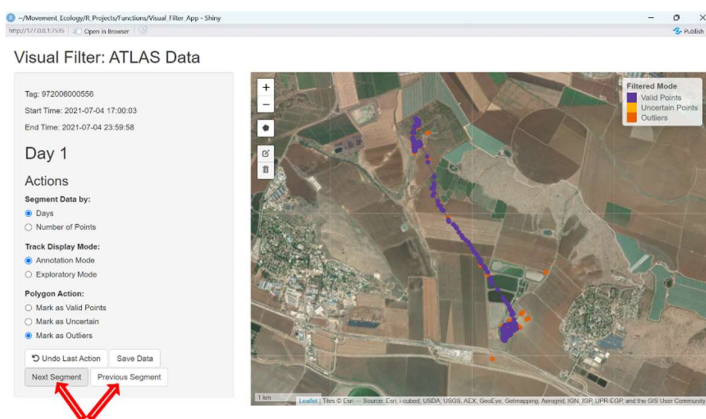 ~/Movement_Ecology/R_Projects/Functions/Visual_Filter_App - Shiny
Open in Browser
Publish
Visual Filter: ATLAS Data
Tag: 972006000556
Start Time: 2021-07-04 17:00:03
End Time: 2021-07-04 23:59:58
Day 1
Actions
Segment Data by:
Days
Number of Points
Track Display Mode:
Annotation Mode
Exploratory Mode
Polygon Action:
Mark as Valid Points
Mark as Uncertain
Mark as Outliers
Undo Last Action Save Data
Next Segment Previous Segment
+
−
Filtered Mode
Valid Points
Uncertain Points
Outliers
1 km
Leaflet | Tiles © Esri — Source: Esri, i-cubed, USDA, USGS, AEX, GeoEye, Getmapping, Aerogrid, IGN, IGP, UPR-EGP, and the GIS User Community